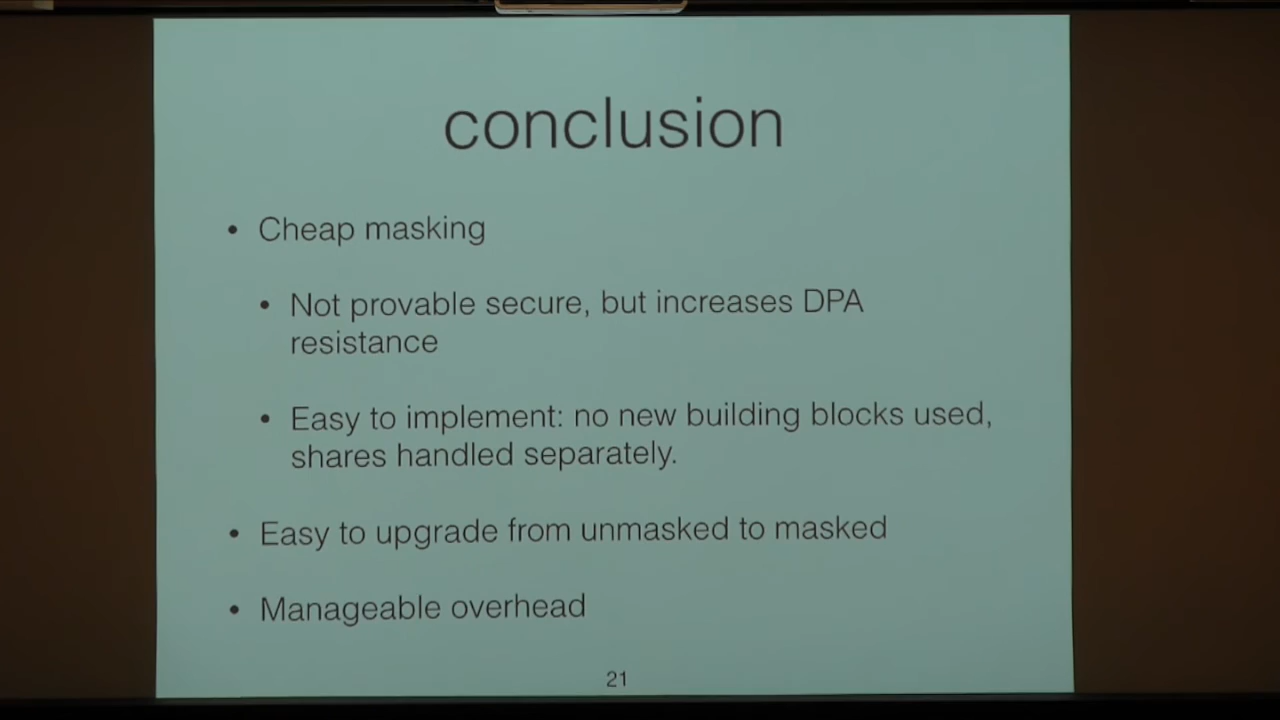 conclusion
• Cheap masking
• Not provable secure, but increases DPA
resistance
• Easy to implement: no new building blocks used,
shares handled separately.
• Easy to upgrade from unmasked to masked
• Manageable overhead
21